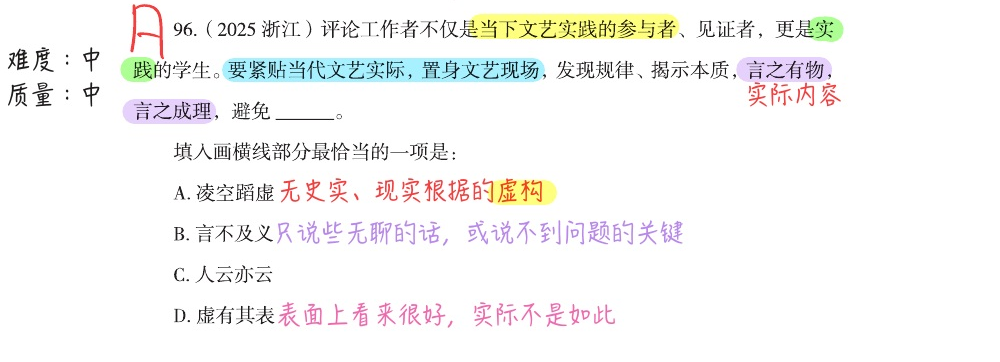 A
96.（2025 浙江）评论工作者不仅是当下文艺实践的参与者、见证者，更是实
难度：中
践的学生。要紧贴当代文艺实际，置身文艺现场，发现规律、揭示本质，言之有物，
质量：中
实际内容
言之成理，避免 ______。
填入画横线部分最恰当的一项是：
A. 凌空蹈虚 无史实、现实根据的虚构
B. 言不及义 只说些无聊的话，或说不到问题的关键
C. 人云亦云
D. 虚有其表 表面上看来很好，实际不是如此